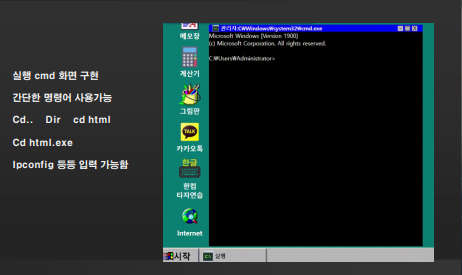 실행 cmd 화면 구현
간단한 명령어 사용가능
Cd.. Dir cd html
Cd html.exe
Ipconfig 등등 입력 가능함
메모장
계산기
그림판
TALK
카카오톡
한글
한컴
타자연습
Internet
관리자:C:₩Windows₩system32₩cmd.exe
Microsoft Windows [Version 1900]
(c) Microsoft Corporation. All rights reserved.
C:₩Users₩Administrator>
시작
실행